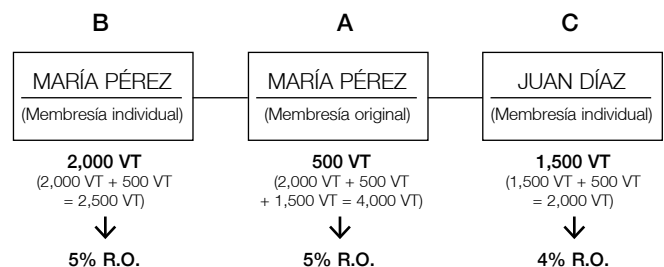 B
MARÍA PÉREZ
(Membresía individual)
2,000 VT
(2,000 VT + 500 VT
= 2,500 VT)
5% R.O.
A
MARÍA PÉREZ
(Membresía original)
500 VT
(2,000 VT + 500 VT
+ 1,500 VT = 4,000 VT)
5% R.O.
C
JUAN DÍAZ
(Membresía individual)
1,500 VT
(1,500 VT + 500 VT
= 2,000 VT)
4% R.O.